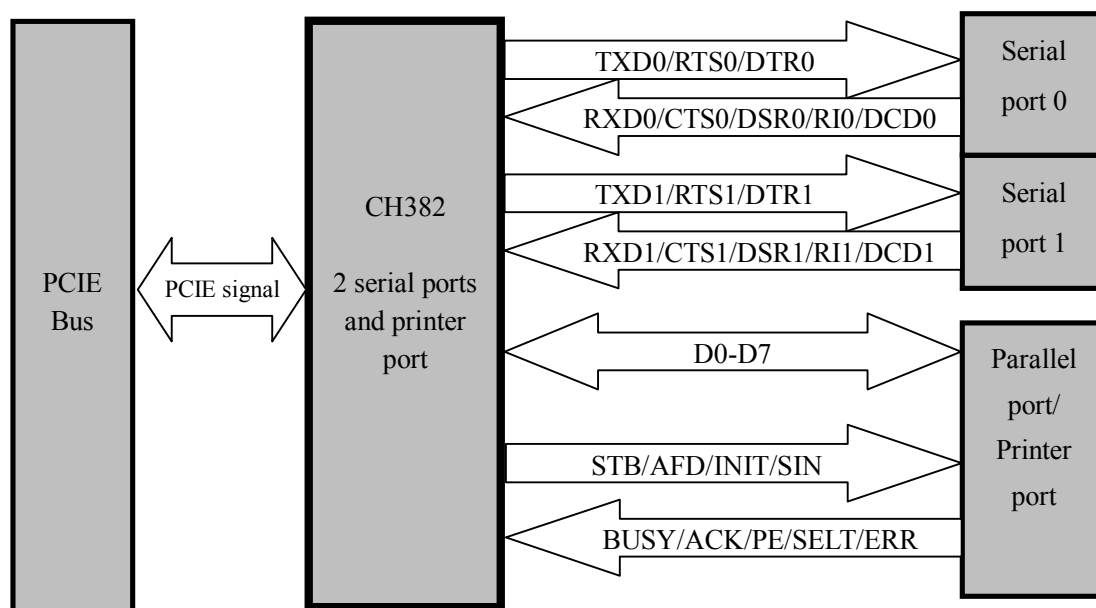 PCIE
Bus
PCIE signal
CH382
2 serial ports
and printer
port
TXD0/RTS0/DTR0
RXD0/CTS0/DSR0/RI0/DCD0
TXD1/RTS1/DTR1
RXD1/CTS1/DSR1/RI1/DCD1
D0-D7
STB/AFD/INIT/SIN
BUSY/ACK/PE/SELT/ERR
Serial
port 0
Serial
port 1
Parallel
port/
Printer
port